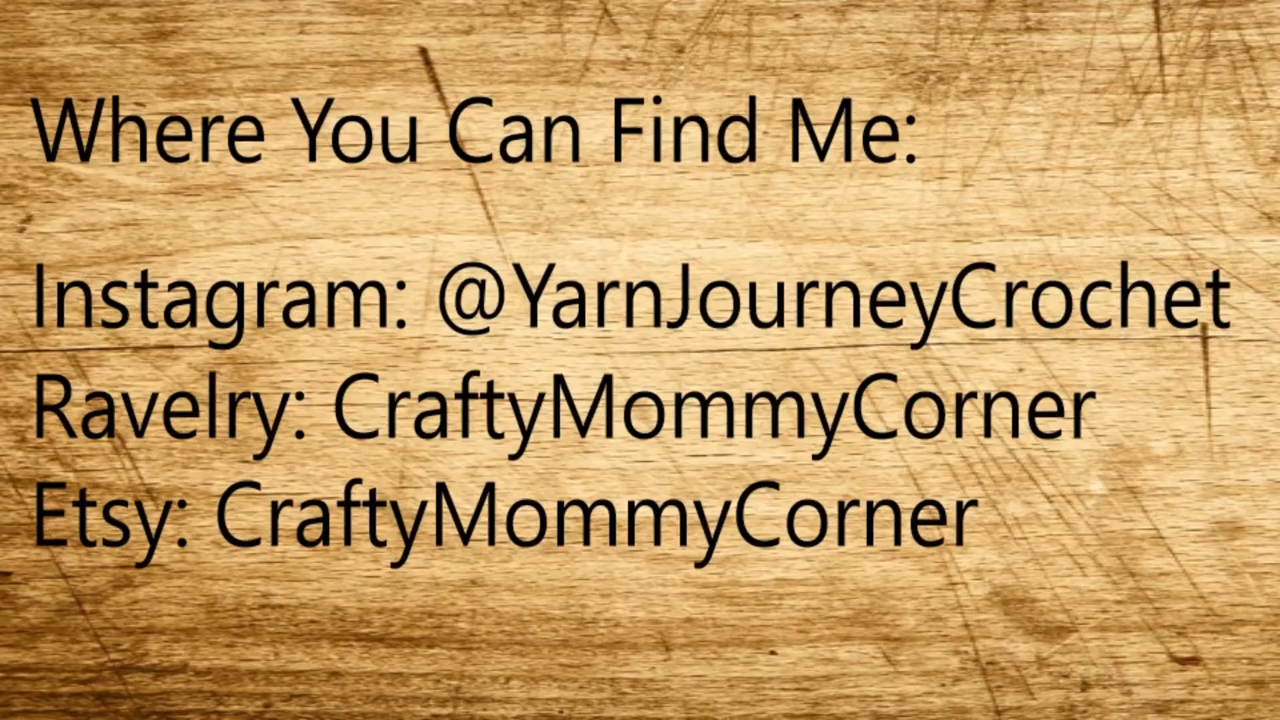 Where You Can Find Me:
Instagram: @YarnJourneyCrochet
Ravelry: CraftyMommyCorner
Etsy: CraftyMommyCorner